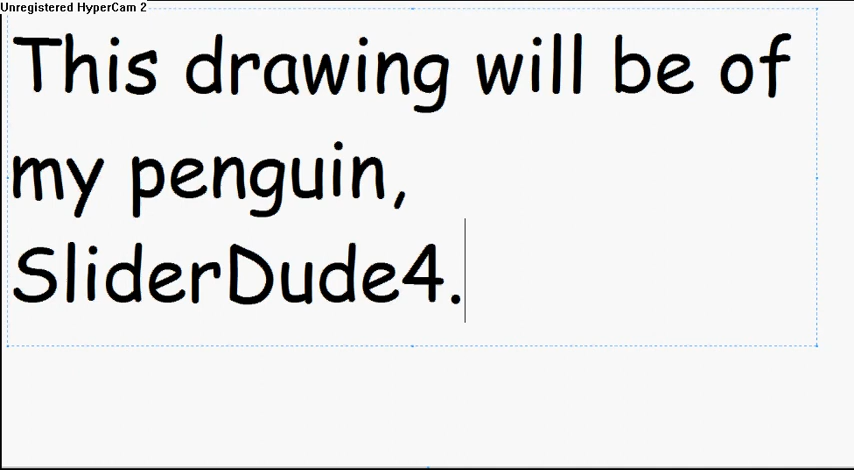 Unregistered HyperCam 2
This drawing will be of
my penguin,
SliderDude4.